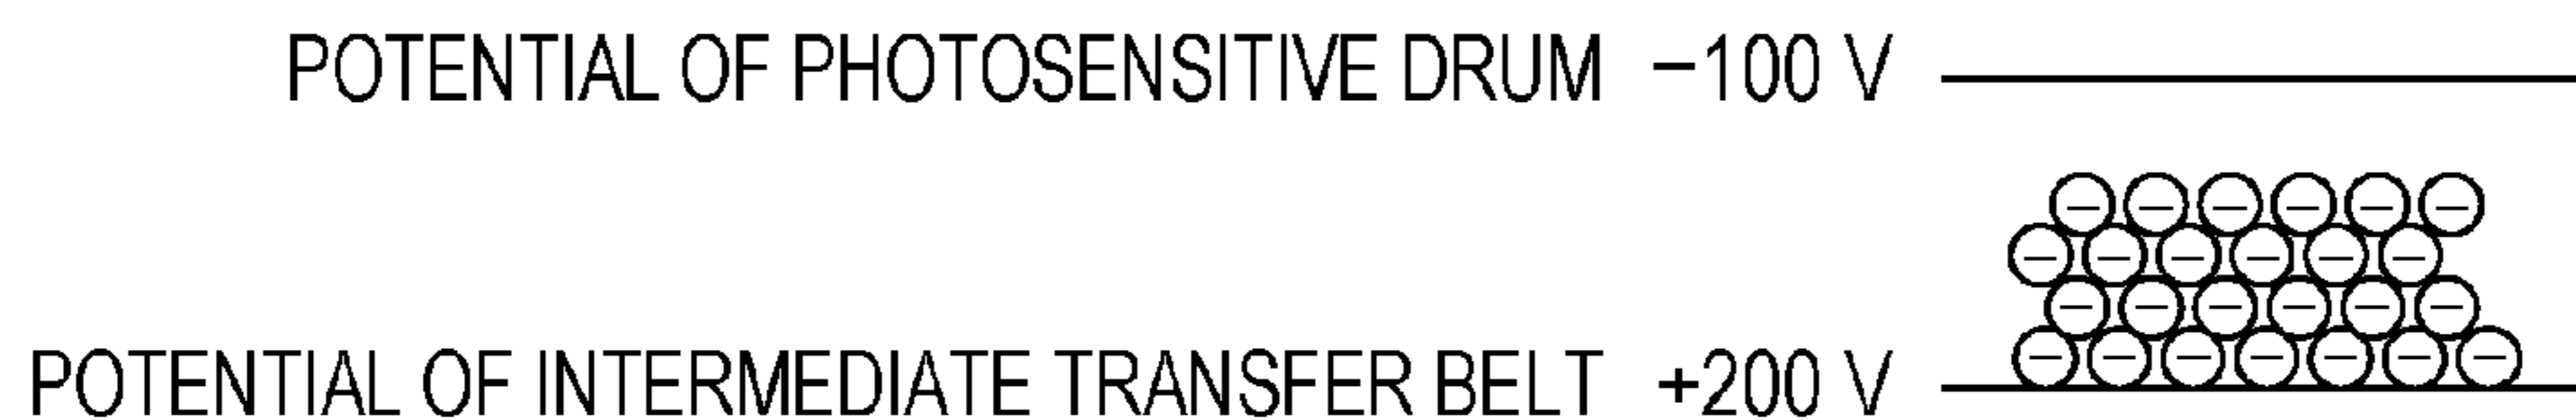 POTENTIAL OF PHOTOSENSITIVE DRUM −100 V
POTENTIAL OF INTERMEDIATE TRANSFER BELT +200 V